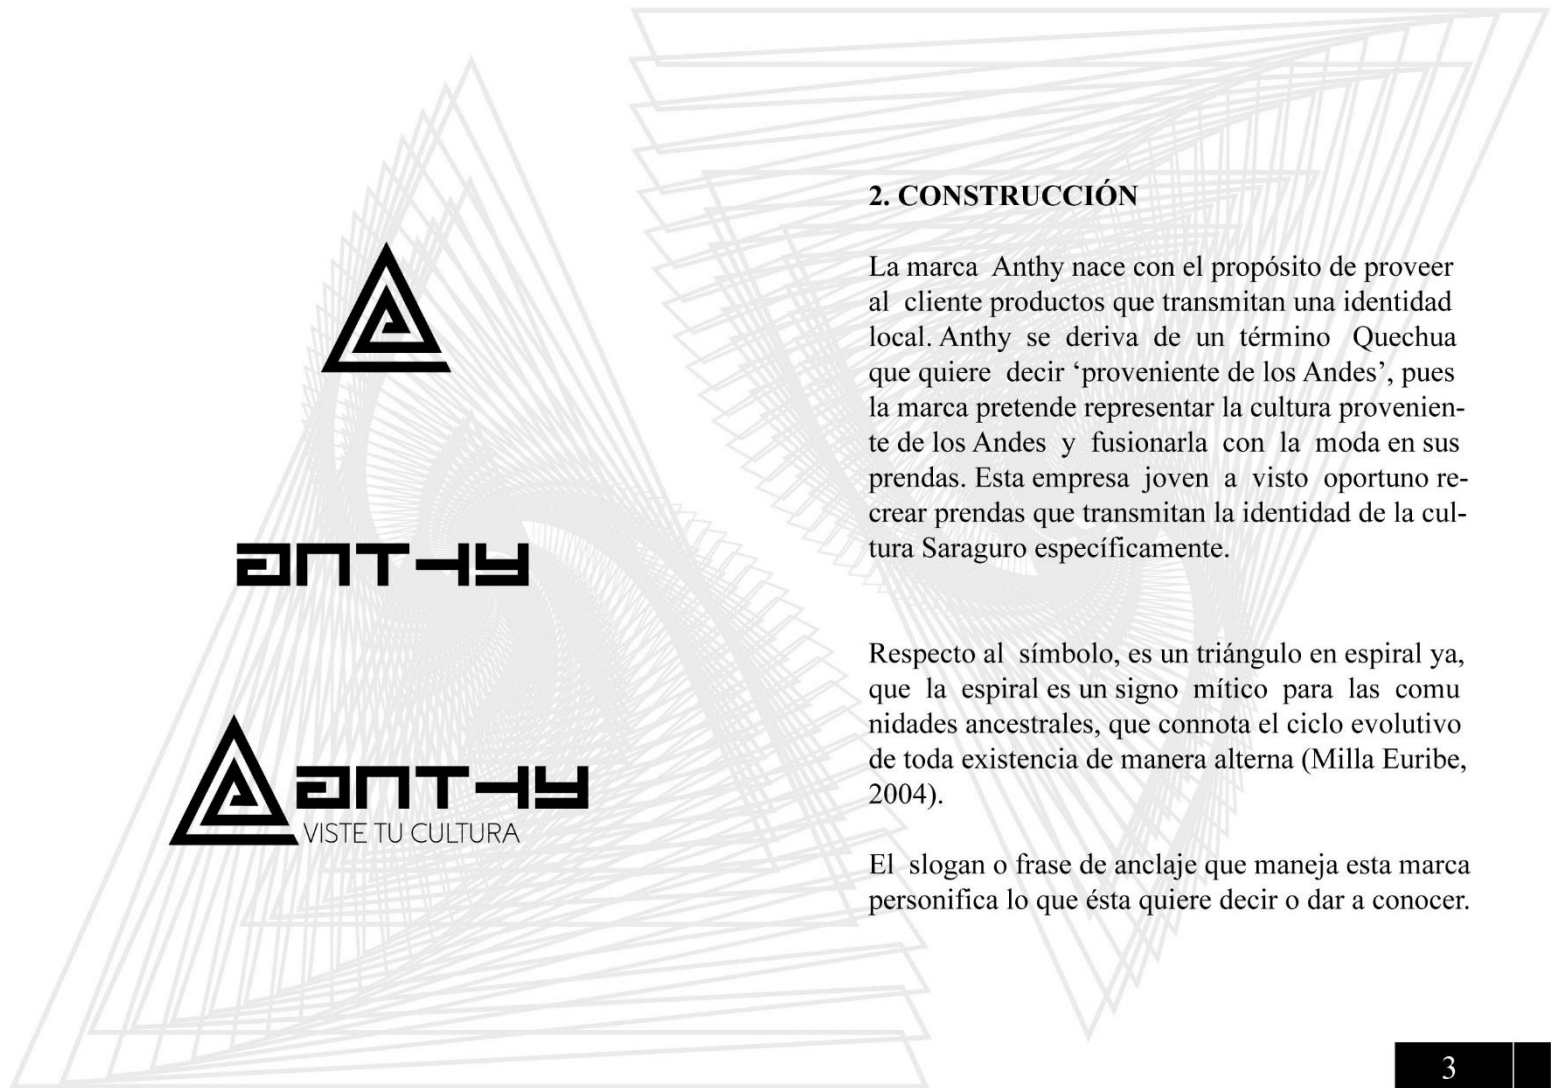 ANTHY
ANTHY
VISTE TU CULTURA
2. CONSTRUCCIÓN
La marca Anthy nace con el propósito de proveer
al cliente productos que transmitan una identidad
local. Anthy se deriva de un término Quechua
que quiere decir ‘proveniente de los Andes’, pues
la marca pretende representar la cultura provenien-
te de los Andes y fusionarla con la moda en sus
prendas. Esta empresa joven a visto oportuno re-
crear prendas que transmitan la identidad de la cul-
tura Saraguro específicamente.
Respecto al símbolo, es un triángulo en espiral ya,
que la espiral es un signo mítico para las comu
nidades ancestrales, que connota el ciclo evolutivo
de toda existencia de manera alterna (Milla Euribe,
2004).
El slogan o frase de anclaje que maneja esta marca
personifica lo que ésta quiere decir o dar a conocer.
3